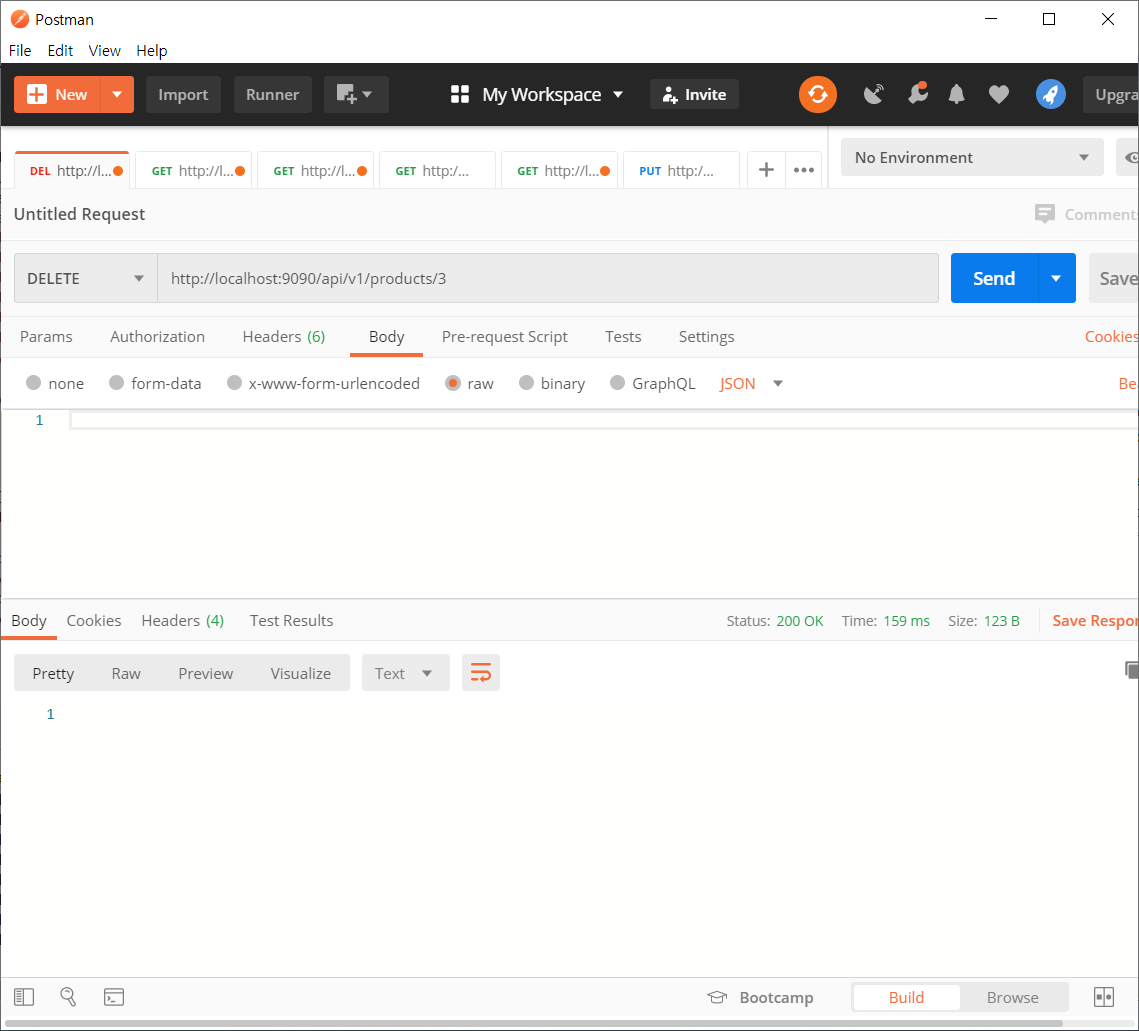 Postman
File Edit View Help
New Import Runner My Workspace Invite Upgra
DEL http://l... GET http://l... GET http://l... GET http:/... GET http://l... PUT http:/... No Environment
Untitled Request Comments
DELETE http://localhost:9090/api/v1/products/3 Send Save
Params Authorization Headers (6) Body Pre-request Script Tests Settings Cookies
none form-data x-www-form-urlencoded raw binary GraphQL JSON Bea
1
Body Cookies Headers (4) Test Results Status: 200 OK Time: 159 ms Size: 123 B Save Respon
Pretty Raw Preview Visualize Text
1
Bootcamp Build Browse